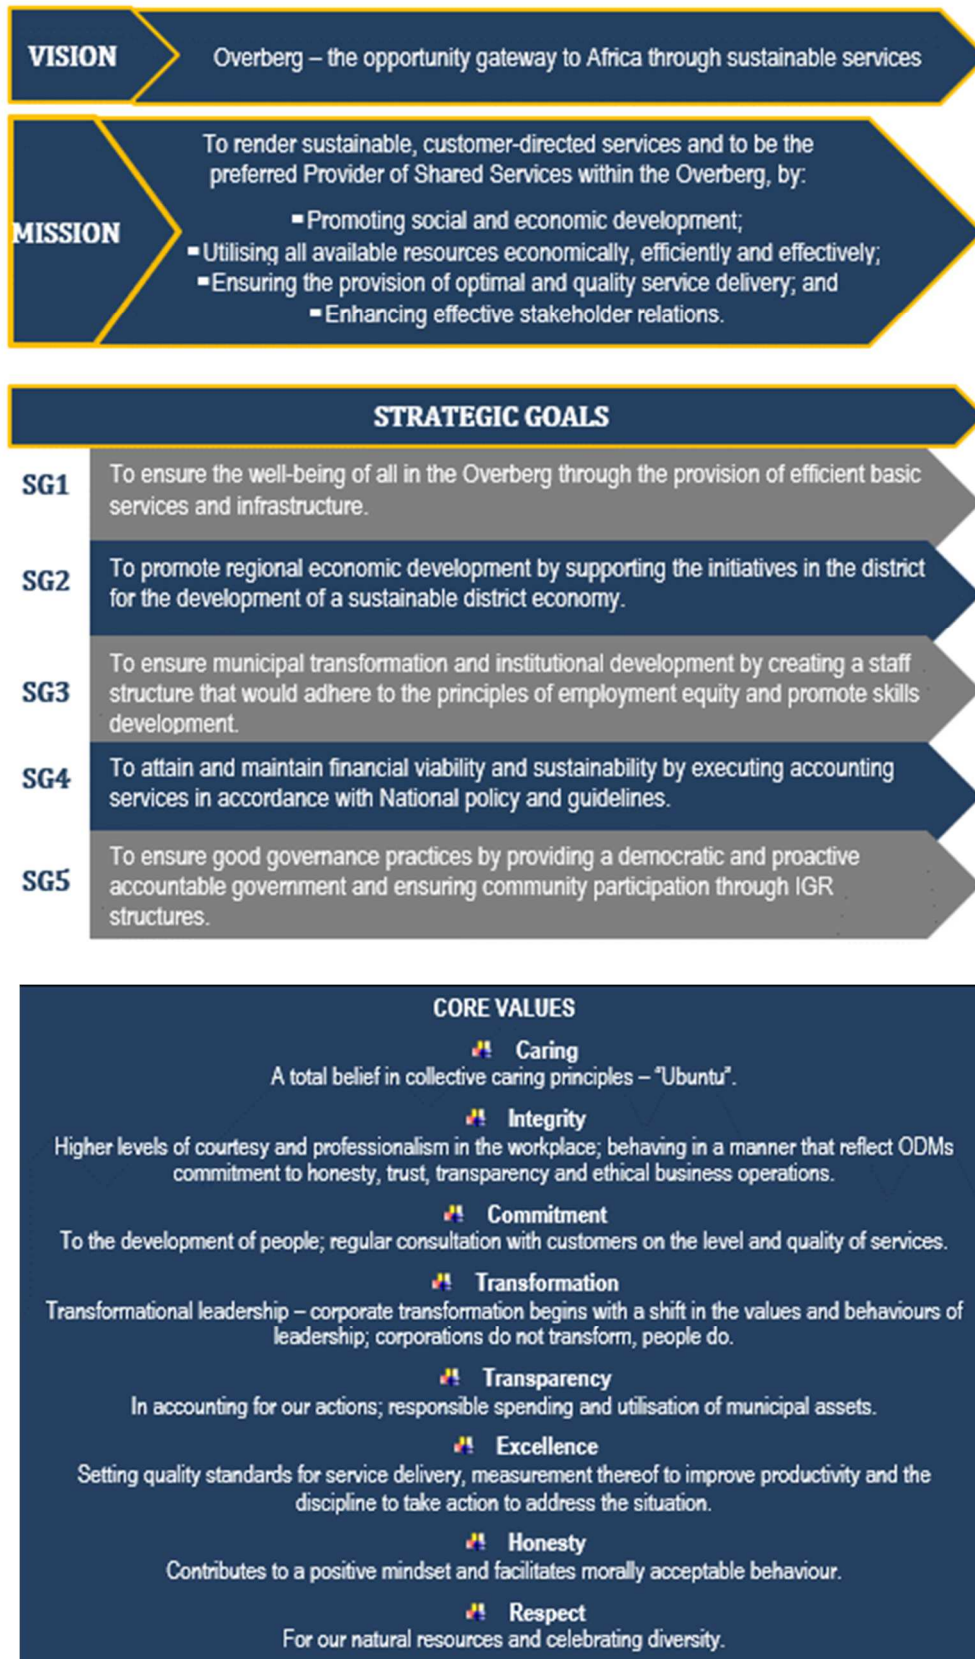 VISION
Overberg – the opportunity gateway to Africa through sustainable services
MISSION
To render sustainable, customer-directed services and to be the
preferred Provider of Shared Services within the Overberg, by:
▪Promoting social and economic development;
▪Utilising all available resources economically, efficiently and effectively;
▪Ensuring the provision of optimal and quality service delivery; and
▪Enhancing effective stakeholder relations.
STRATEGIC GOALS
SG1
To ensure the well-being of all in the Overberg through the provision of efficient basic
services and infrastructure.
SG2
To promote regional economic development by supporting the initiatives in the district
for the development of a sustainable district economy.
SG3
To ensure municipal transformation and institutional development by creating a staff
structure that would adhere to the principles of employment equity and promote skills
development.
SG4
To attain and maintain financial viability and sustainability by executing accounting
services in accordance with National policy and guidelines.
SG5
To ensure good governance practices by providing a democratic and proactive
accountable government and ensuring community participation through IGR
structures.
CORE VALUES
Caring
A total belief in collective caring principles – “Ubuntu”.
Integrity
Higher levels of courtesy and professionalism in the workplace; behaving in a manner that reflect ODMs
commitment to honesty, trust, transparency and ethical business operations.
Commitment
To the development of people; regular consultation with customers on the level and quality of services.
Transformation
Transformational leadership – corporate transformation begins with a shift in the values and behaviours of
leadership; corporations do not transform, people do.
Transparency
In accounting for our actions; responsible spending and utilisation of municipal assets.
Excellence
Setting quality standards for service delivery, measurement thereof to improve productivity and the
discipline to take action to address the situation.
Honesty
Contributes to a positive mindset and facilitates morally acceptable behaviour.
Respect
For our natural resources and celebrating diversity.